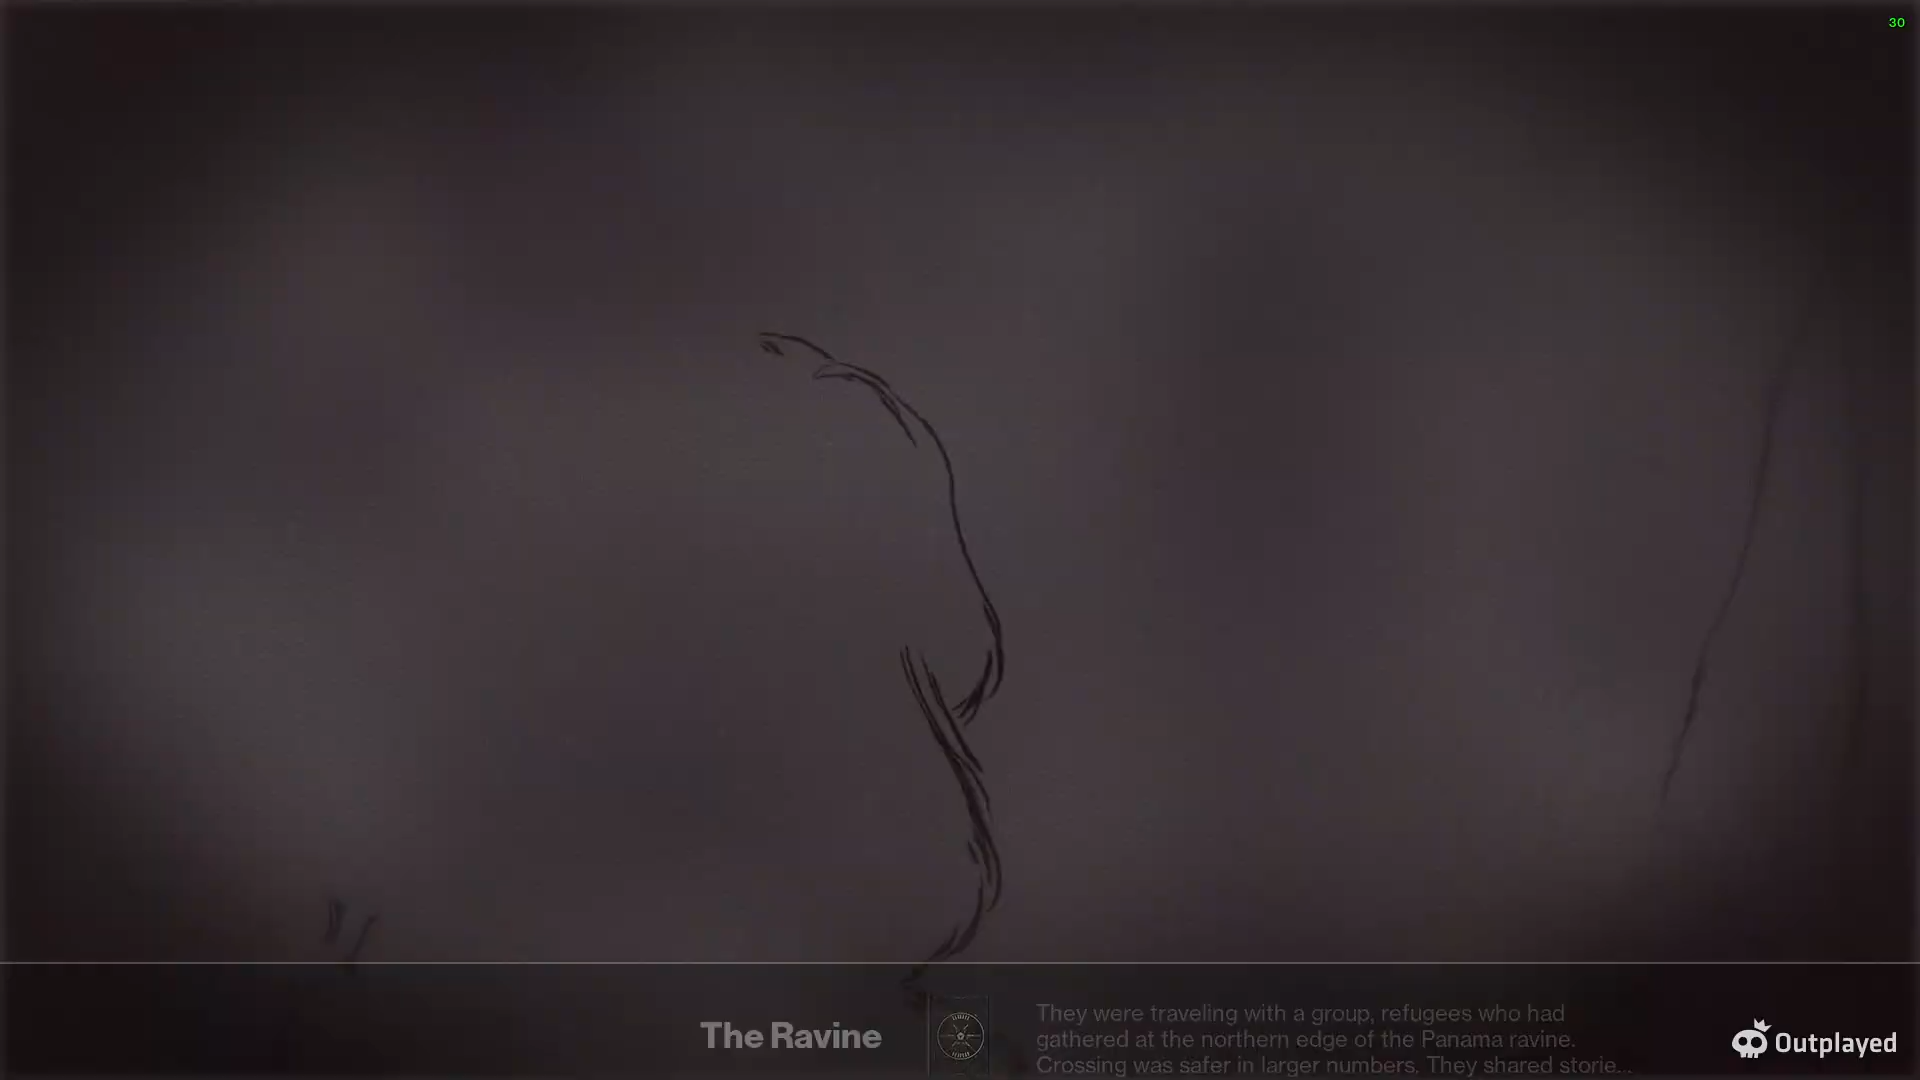 30
The Ravine
They were traveling with a group, refugees who had
gathered at the northern edge of the Panama ravine.
Crossing was safer in larger numbers. They shared storie...
Outplayed